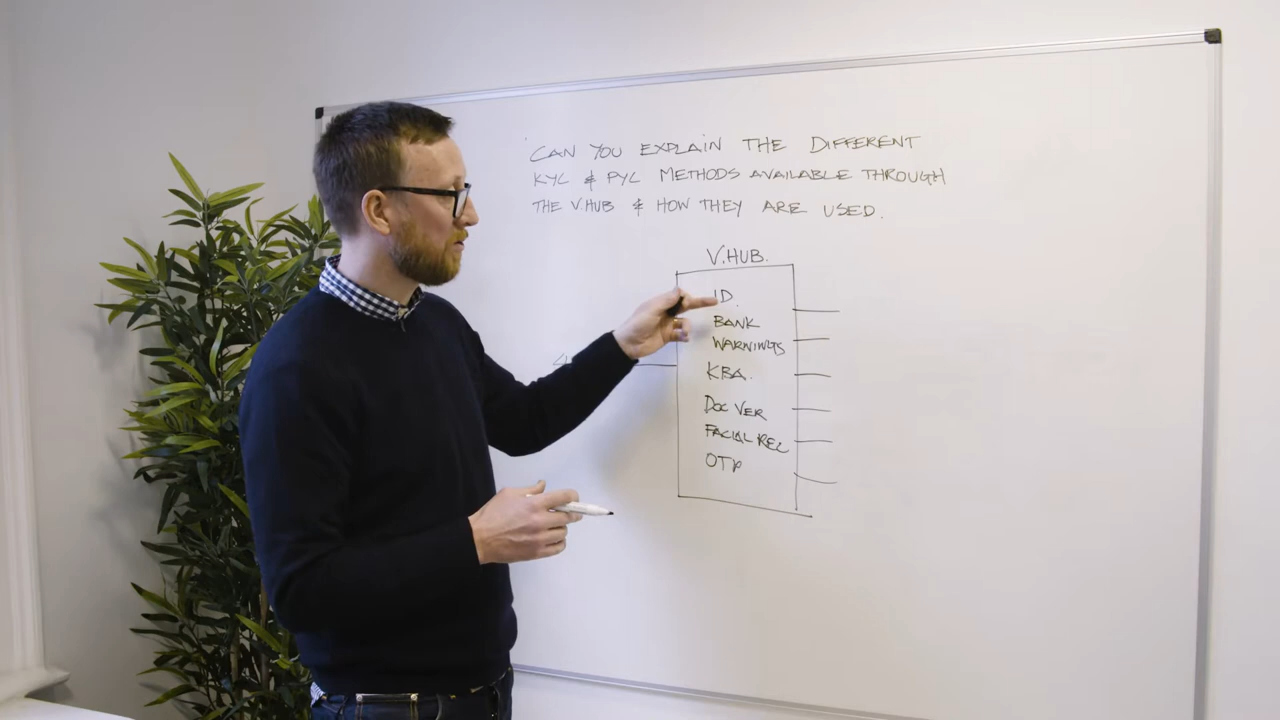 CAN YOU EXPLAIN THE DIFFERENT
KYC & PYC METHODS AVAILABLE THROUGH
THE V.HUB & HOW THEY ARE USED.
V.HUB.
ID.
BANK
WARNINGS
KBA.
DOC VER
FACIAL REC
OTP